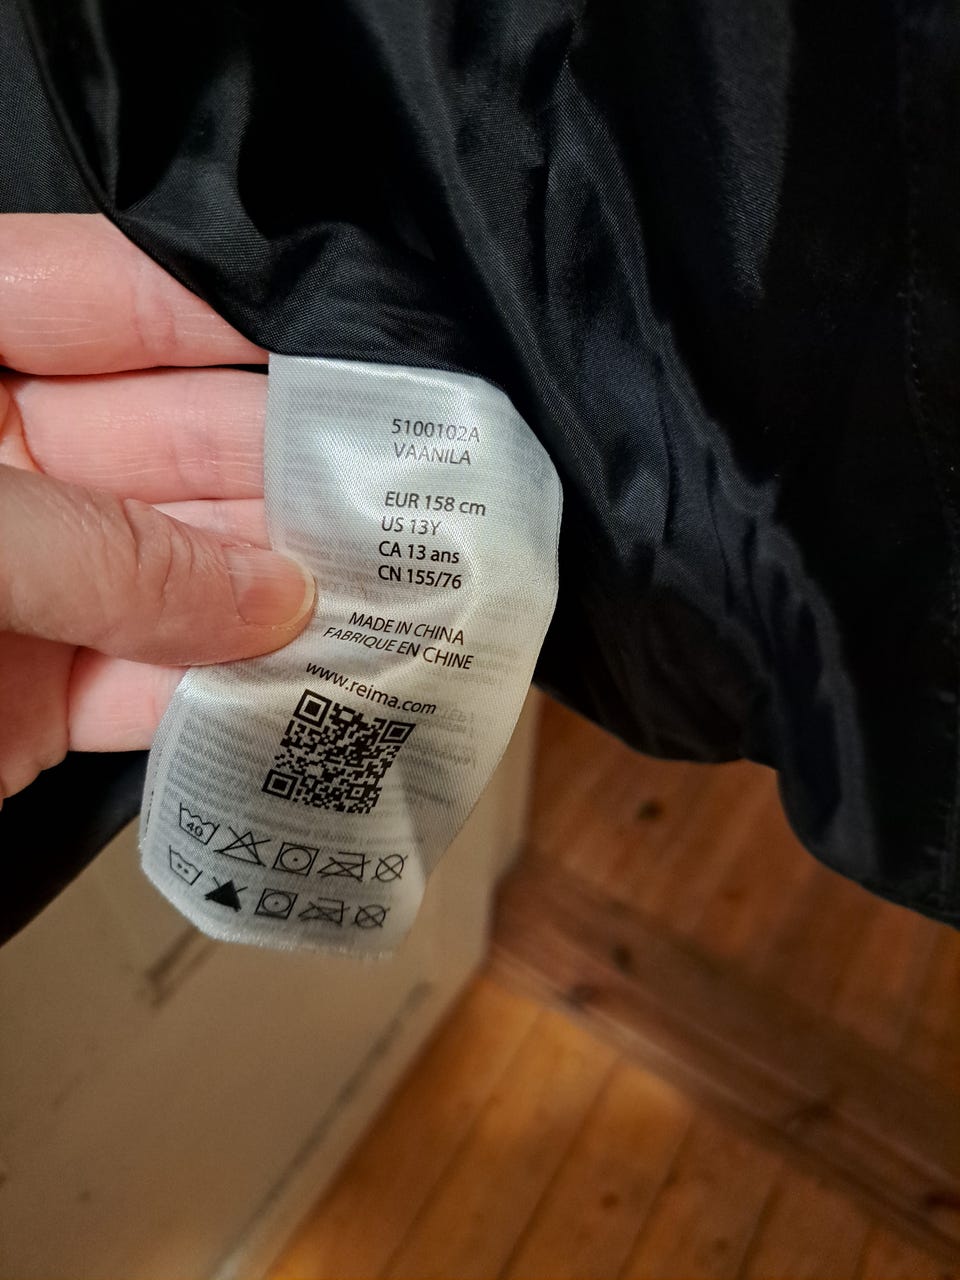 5100102A
VAANILA
EUR 158 cm
US 13Y
CA 13 ans
CN 155/76
MADE IN CHINA
FABRIQUE EN CHINE
www.reima.com
40